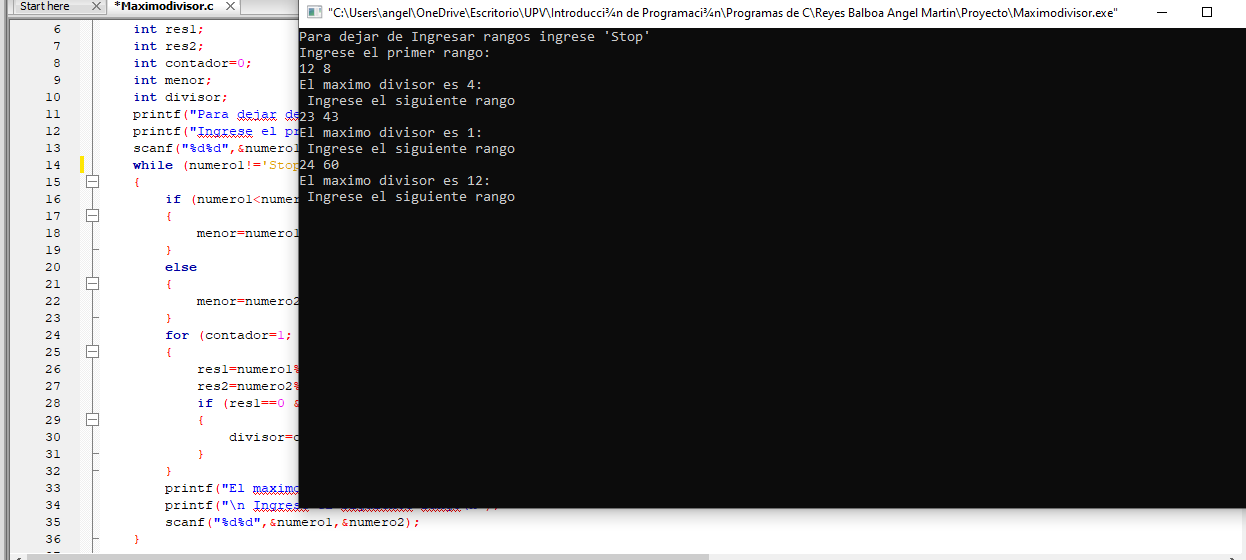 Start here
*Maximodivisor.c
"C:\Users\angel\OneDrive\Escritorio\UPV\Introducci¾n de Programaci¾n\Programas de C\Reyes Balboa Angel Martin\Proyecto\Maximodivisor.exe"
6 int res1;
7 int res2;
8 int contador=0;
9 int menor;
10 int divisor;
11 printf("Para dejar de
12 printf("Ingrese el pr
13 scanf("%d%d",&numero1
14 while (numero1!='Stop
15 {
16 if (numero1<numer
17 {
18 menor=numero1
19 }
20 else
21 {
22 menor=numero2
23 }
24 for (contador=1;
25 {
26 res1=numero1%
27 res2=numero2%
28 if (res1==0 &
29 {
30 divisor=c
31 }
32 }
33 printf("El maximo
34 printf("\n Ingrese
35 scanf("%d%d",&numero1,&numero2);
36 }
Para dejar de Ingresar rangos ingrese 'Stop'
Ingrese el primer rango:
12 8
El maximo divisor es 4:
Ingrese el siguiente rango
23 43
El maximo divisor es 1:
Ingrese el siguiente rango
24 60
El maximo divisor es 12:
Ingrese el siguiente rango